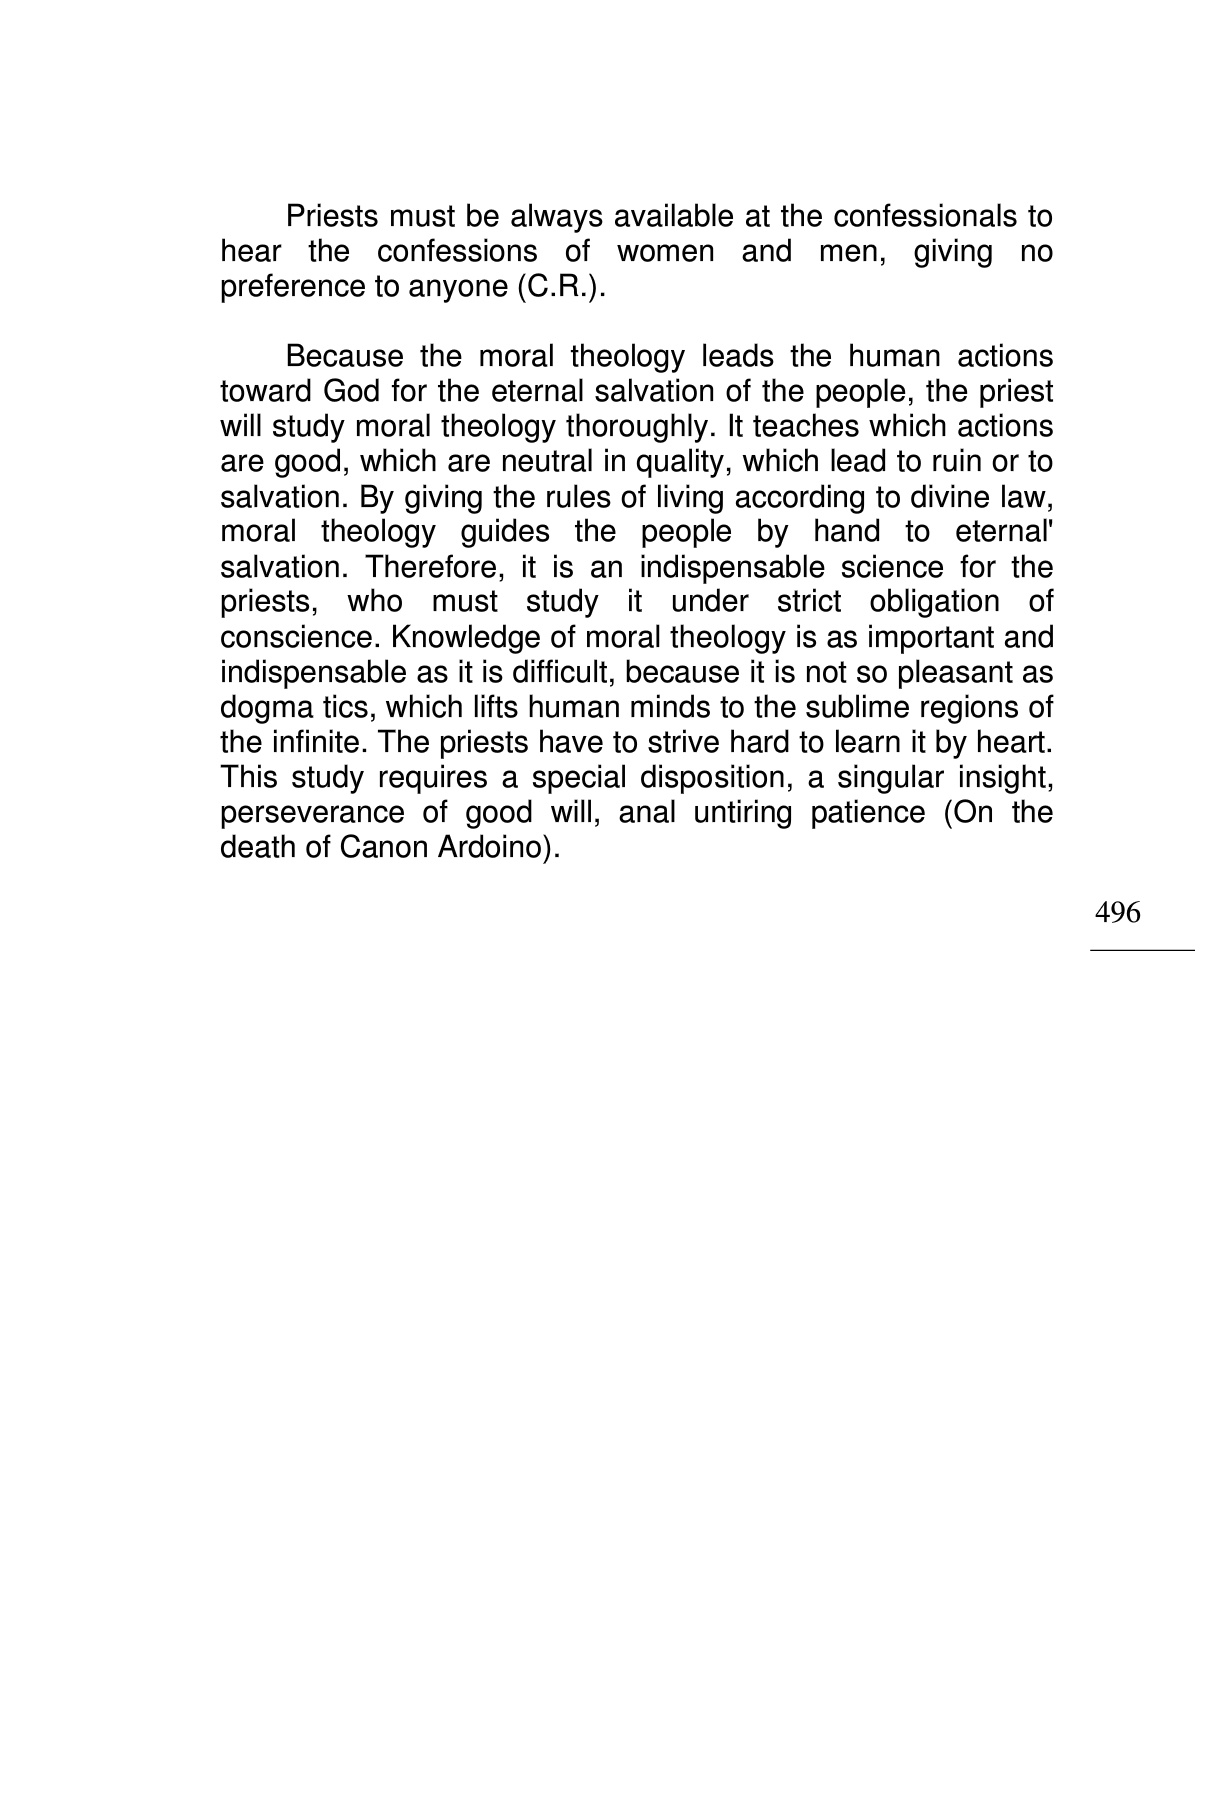 Priests must be always available at the confessionals to
hear the confessions of women and men, giving no
preference to anyone (C.R.).
Because the moral theology leads the human actions
toward God for the eternal salvation of the people, the priest
will study moral theology thoroughly. It teaches which actions
are good, which are neutral in quality, which lead to ruin or to
salvation. By giving the rules of living according to divine law,
moral theology guides the people by hand to eternal'
salvation. Therefore, it is an indispensable science for the
priests, who must study it under strict obligation of
conscience. Knowledge of moral theology is as important and
indispensable as it is difficult, because it is not so pleasant as
dogma tics, which lifts human minds to the sublime regions of
the infinite. The priests have to strive hard to learn it by heart.
This study requires a special disposition, a singular insight,
perseverance of good will, anal untiring patience (On the
death of Canon Ardoino).
496